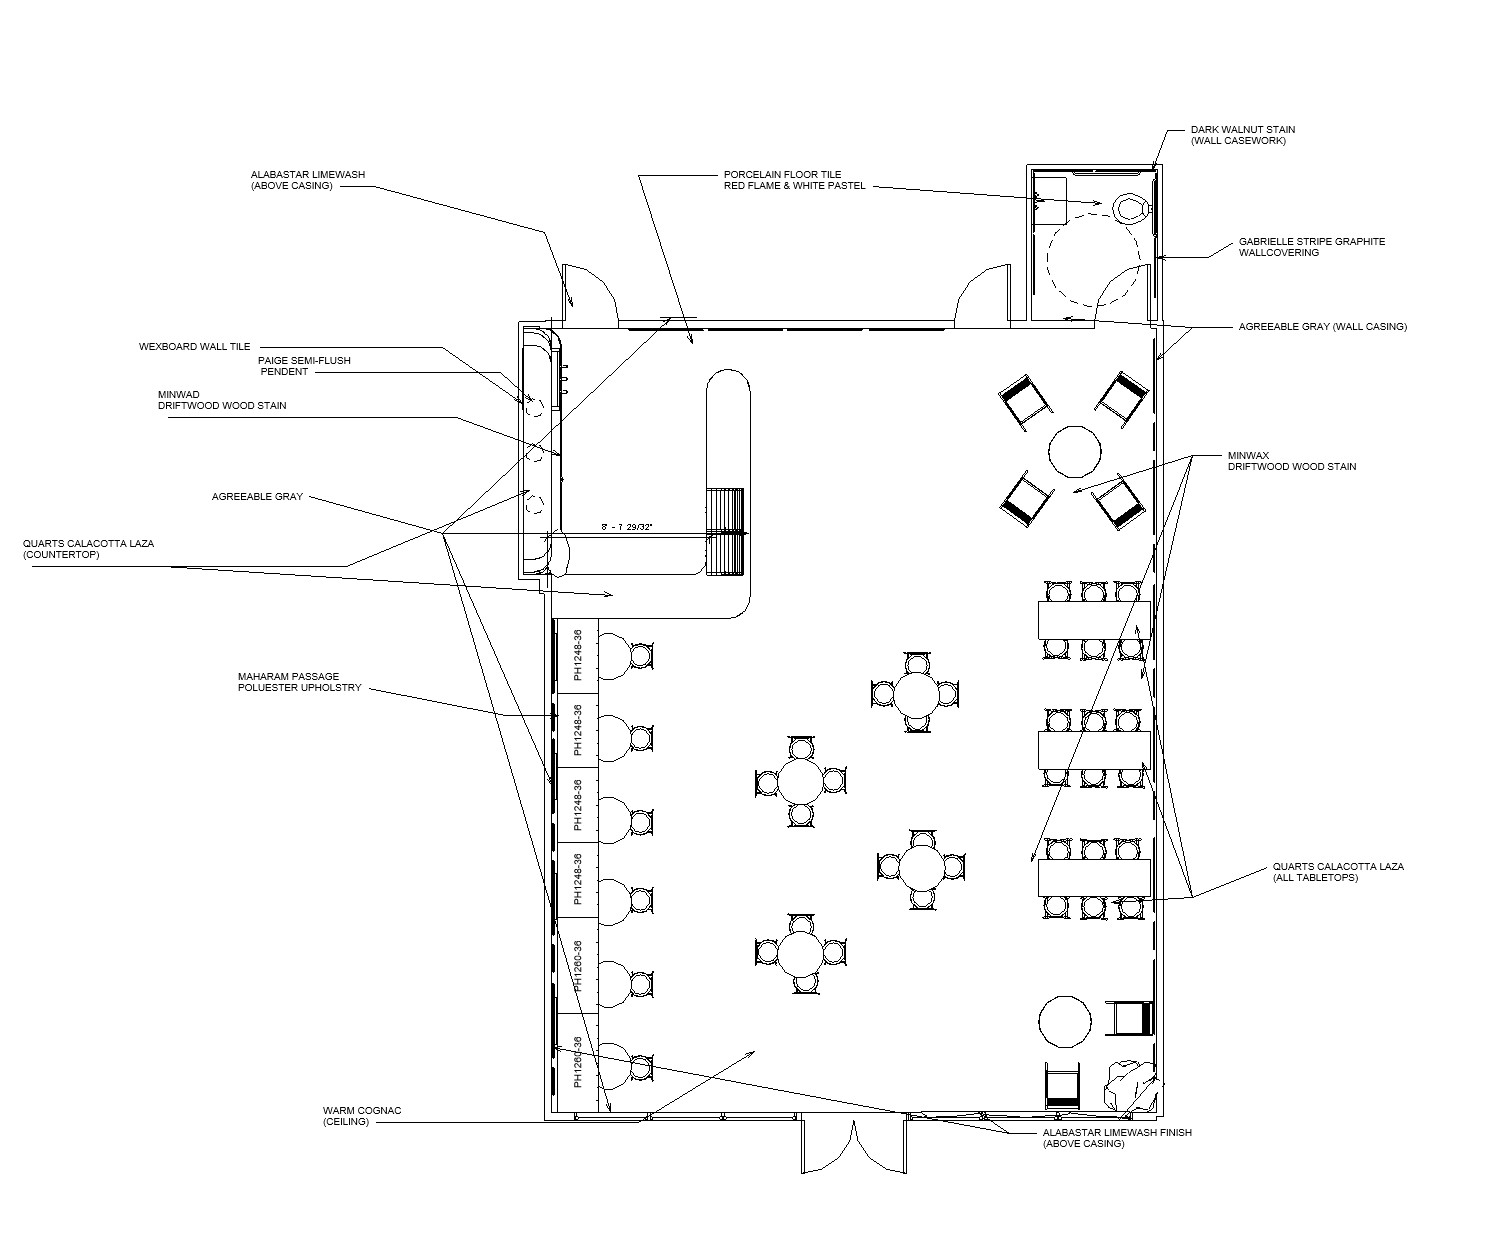 DARK WALNUT STAIN
(WALL CASEWORK)
ALABASTAR LIMEWASH
(ABOVE CASING)
PORCELAIN FLOOR TILE
RED FLAME & WHITE PASTEL
GABRIELLE STRIPE GRAPHITE
WALLCOVERING
AGREEABLE GRAY (WALL CASING)
WEXBOARD WALL TILE
PAIGE SEMI-FLUSH
PENDENT
MINWAD
DRIFTWOOD WOOD STAIN
MINWAX
DRIFTWOOD WOOD STAIN
AGREEABLE GRAY
8' - 7 29/32"
QUARTS CALACOTTA LAZA
(COUNTERTOP)
PH1248-36
MAHARAM PASSAGE
POLUESTER UPHOLSTRY
PH1248-36
PH1248-36
PH1248-36
QUARTS CALACOTTA LAZA
(ALL TABLETOPS)
PH1260-36
PH1260-36
WARM COGNAC
(CEILING)
ALABASTAR LIMEWASH FINISH
(ABOVE CASING)